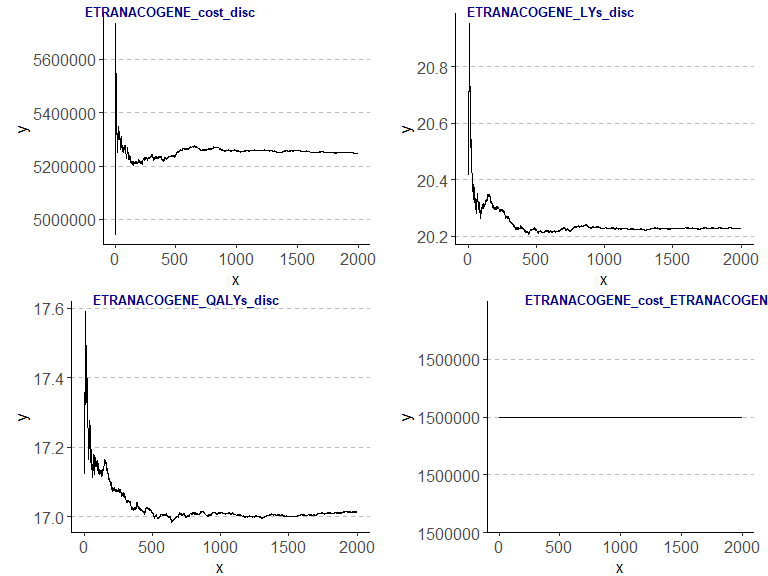 ETRANACOGENE_cost_disc
5600000
5400000
5200000
5000000
y
0 500 1000 1500 2000
x
ETRANACOGENE_LYs_disc
20.8
20.6
20.4
20.2
y
0 500 1000 1500 2000
x
ETRANACOGENE_QALYs_disc
17.6
17.4
17.2
17.0
y
0 500 1000 1500 2000
x
ETRANACOGENE_cost_ETRANACOGEN
1500000
1500000
1500000
1500000
y
0 500 1000 1500 2000
x